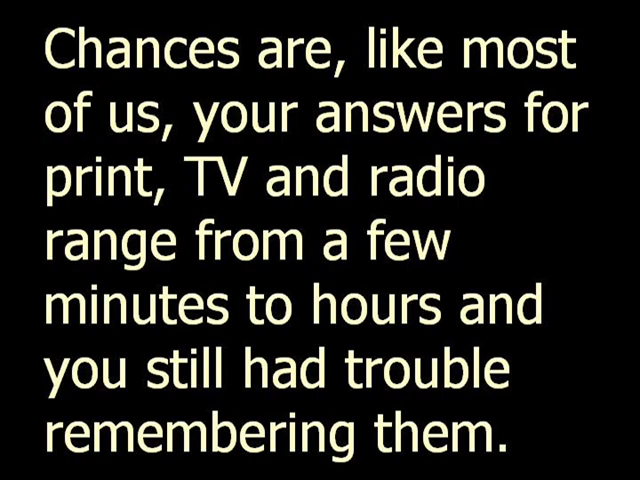 Chances are, like most
of us, your answers for
print, TV and radio
range from a few
minutes to hours and
you still had trouble
remembering them.